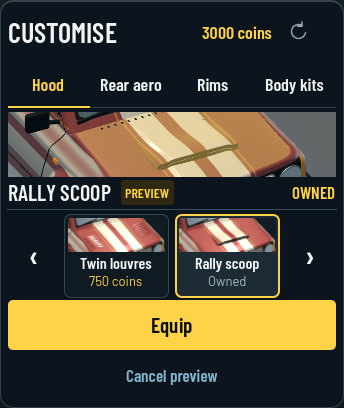 CUSTOMISE 3000 coins
Hood Rear aero Rims Body kits
RALLY SCOOP PREVIEW OWNED
‹ Twin louvres Rally scoop ›
750 coins Owned
Equip
Cancel preview